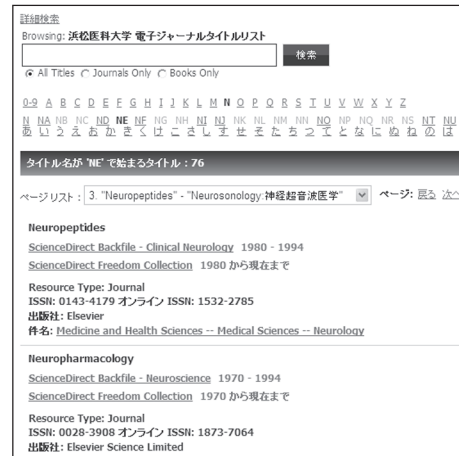 詳細検索
Browsing: 浜松医科大学 電子ジャーナルタイトルリスト
検索
All Titles Journals Only Books Only
0-9 A B C D E F G H I J K L M N O P Q R S T U V W X Y Z
N NA NB NC ND NE NF NG NH NI NJ NK NL NM NN NO NP NQ NR NS NT NU
あ い う え お か き く け こ さ し す せ そ た ち つ て と な に ぬ ね の は
タイトル名が 'NE' で始まるタイトル : 76
ページリスト : 3. "Neuropeptides" - "Neurosonology:神経超音波医学" ページ: 戻る 次へ
Neuropeptides
ScienceDirect Backfile - Clinical Neurology 1980 - 1994
ScienceDirect Freedom Collection 1980 から現在まで
Resource Type: Journal
ISSN: 0143-4179 オンライン ISSN: 1532-2785
出版社: Elsevier
件名: Medicine and Health Sciences -- Medical Sciences -- Neurology
Neuropharmacology
ScienceDirect Backfile - Neuroscience 1970 - 1994
ScienceDirect Freedom Collection 1970 から現在まで
Resource Type: Journal
ISSN: 0028-3908 オンライン ISSN: 1873-7064
出版社: Elsevier Science Limited